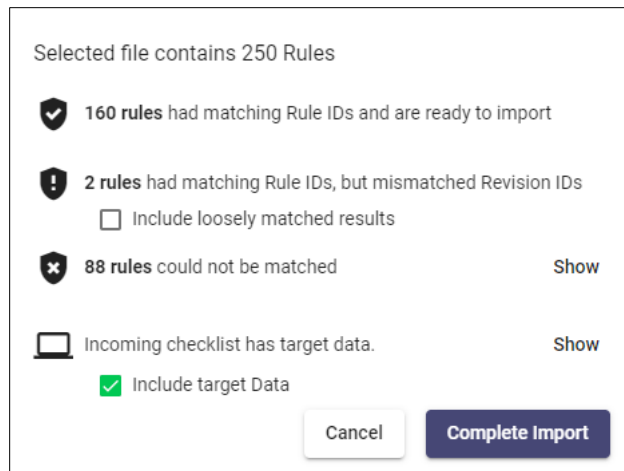 Selected file contains 250 Rules
160 rules had matching Rule IDs and are ready to import
2 rules had matching Rule IDs, but mismatched Revision IDs
Include loosely matched results
88 rules could not be matched Show
Incoming checklist has target data. Show
Include target Data
Cancel Complete Import